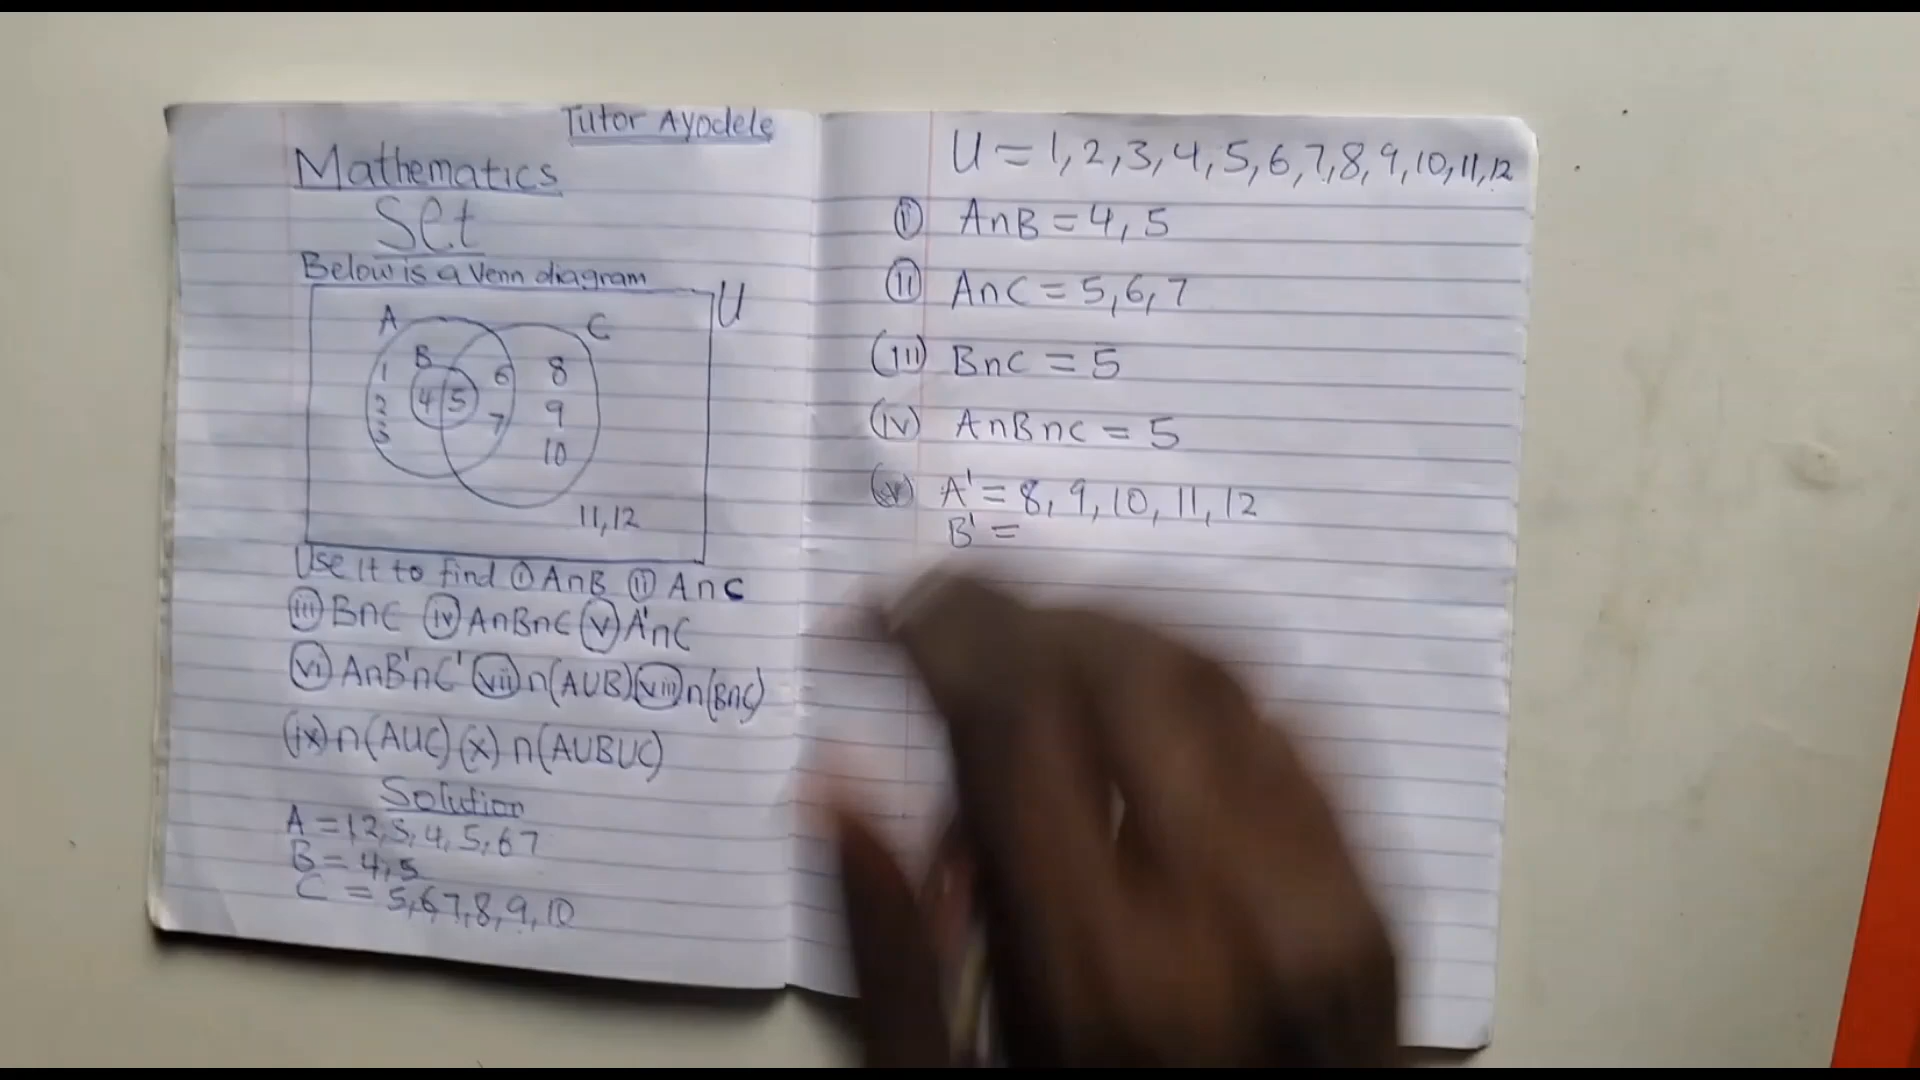 Tutor Ayodele
Mathematics
Set
Below is a Venn diagram
U
A
C
B
1
6
8
2
4
5
9
3
7
10
11,12
Use it to find (i) A∩B (ii) A∩C
(iii) B∩C (iv) A∩B∩C (v) A'∩C
(vi) A∩B'∩C' (vii) n(AUB) (viii) n(B∩C)
(ix) n(AUC) (x) n(AUBUC)
Solution
A = 1,2,3,4,5,6 7
B = 4,5
C = 5,6,7,8,9,10
U = 1,2,3,4,5,6,7,8,9,10,11,12
(i) A∩B = 4,5
(ii) A∩C = 5,6,7
(iii) B∩C = 5
(iv) A∩B∩C = 5
(v) A' = 8, 9, 10, 11, 12
B' =